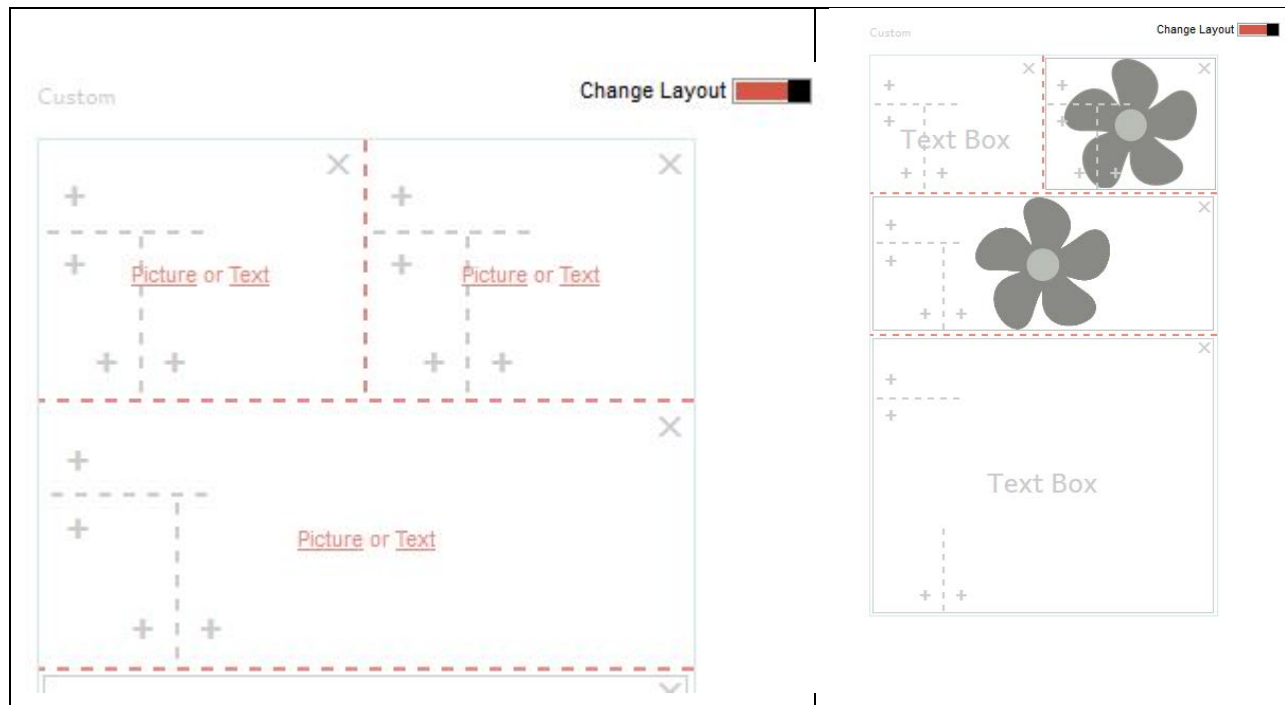 Custom
Change Layout
Picture or Text
Picture or Text
Picture or Text
Custom
Change Layout
Text Box
Text Box